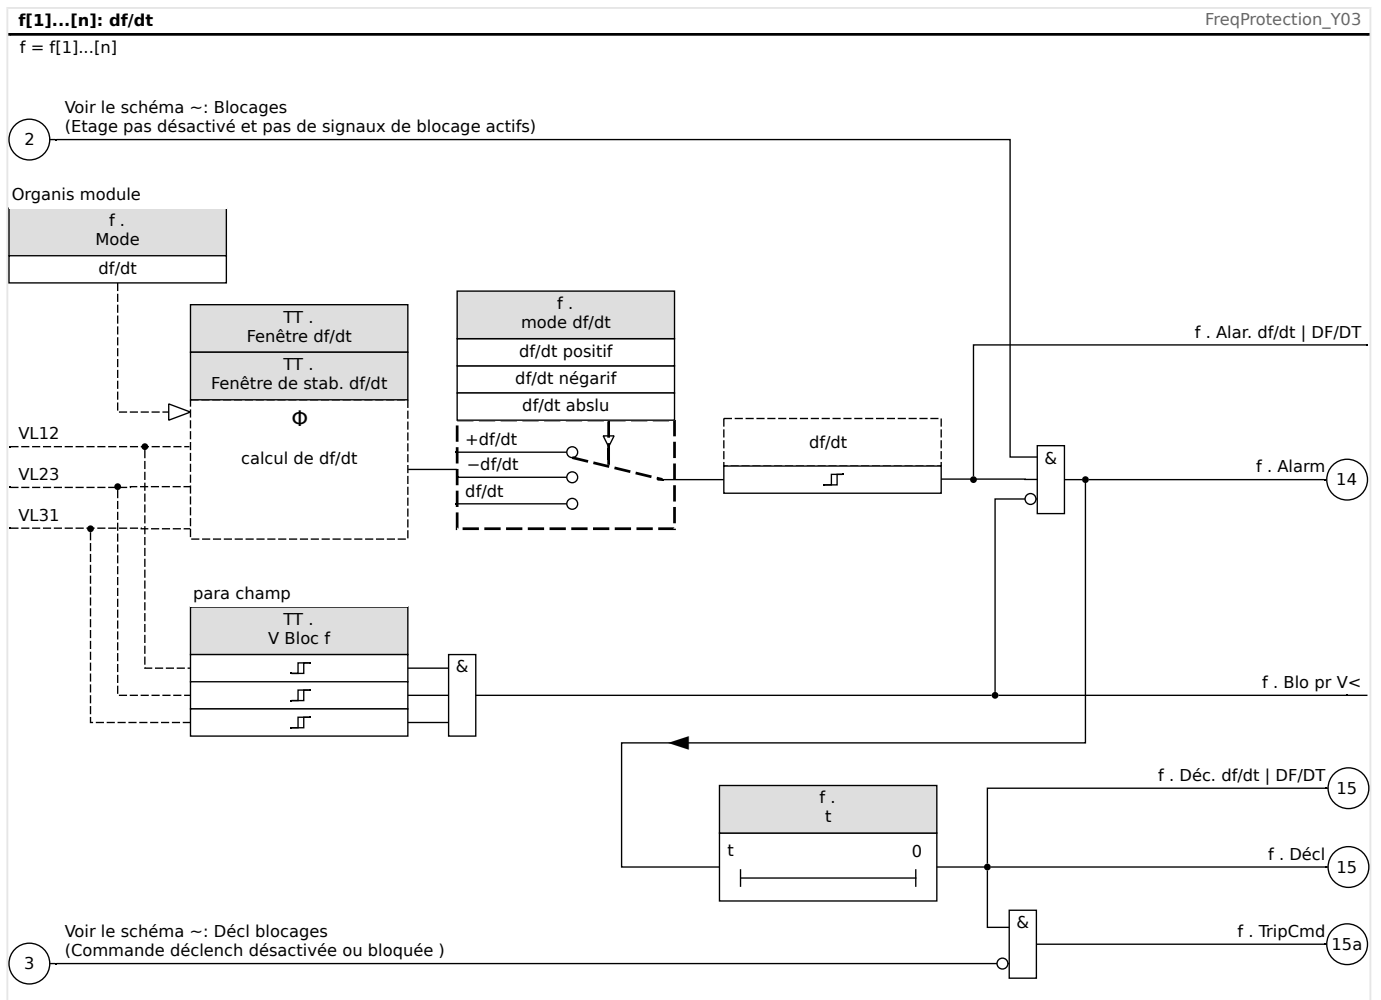 f[1]...[n]: df/dt
FreqProtection_Y03
f = f[1]...[n]
Voir le schéma ~: Blocages
(Etage pas désactivé et pas de signaux de blocage actifs)
2
Organis module
f .
Mode
df/dt
TT .
Fenêtre df/dt
TT .
Fenêtre de stab. df/dt
Φ
calcul de df/dt
VL12
VL23
VL31
f .
mode df/dt
df/dt positif
df/dt négarif
df/dt abslu
+df/dt
−df/dt
df/dt
df/dt
&
f . Alar. df/dt | DF/DT
f . Alarm
14
para champ
TT .
V Bloc f
&
f . Blo pr V<
f .
t
t
0
f . Déc. df/dt | DF/DT
15
f . Décl
15
&
f . TripCmd
15a
Voir le schéma ~: Décl blocages
(Commande déclench désactivée ou bloquée )
3